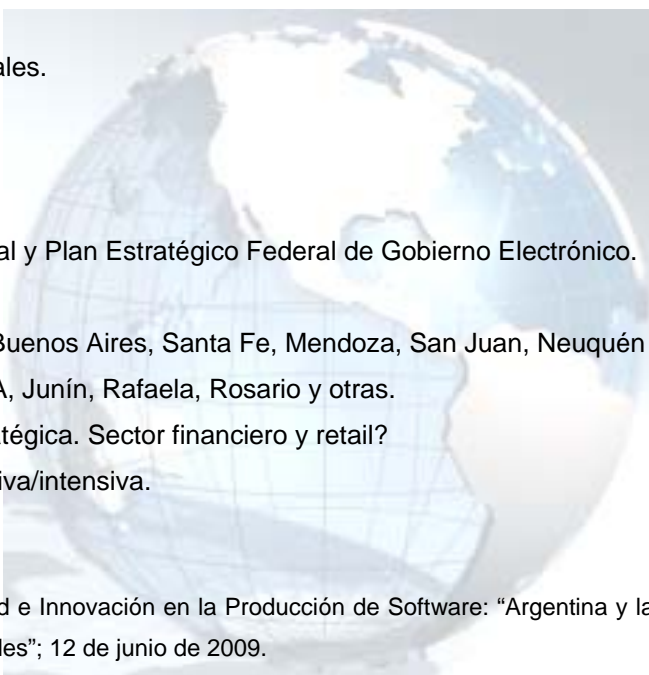 ales.
al y Plan Estratégico Federal de Gobierno Electrónico.
Buenos Aires, Santa Fe, Mendoza, San Juan, Neuquén
A, Junín, Rafaela, Rosario y otras.
atégica. Sector financiero y retail?
iva/intensiva.
d e Innovación en la Producción de Software: “Argentina y la
les”; 12 de junio de 2009.